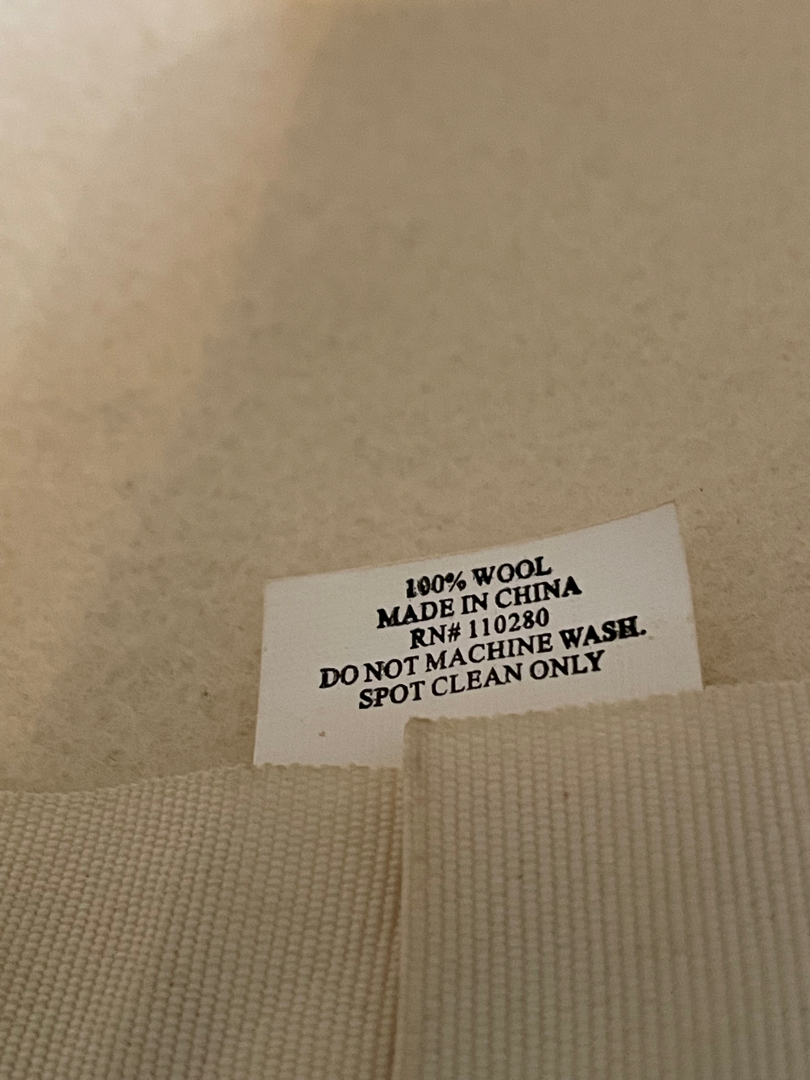 100% WOOL
MADE IN CHINA
RN# 110280
DO NOT MACHINE WASH.
SPOT CLEAN ONLY